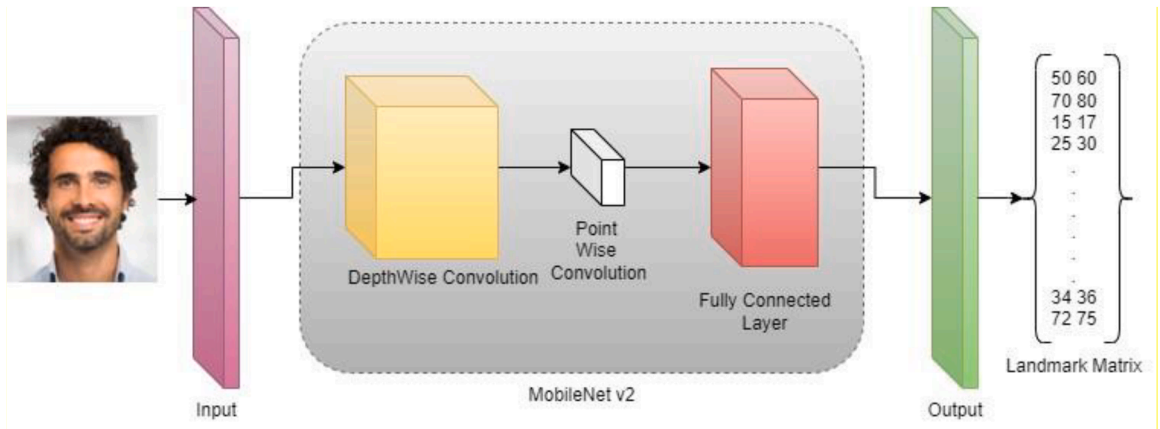 Input
DepthWise Convolution
Point
Wise
Convolution
Fully Connected
Layer
MobileNet v2
Output
50 60
70 80
15 17
25 30
.
.
.
.
.
.
34 36
72 75
Landmark Matrix